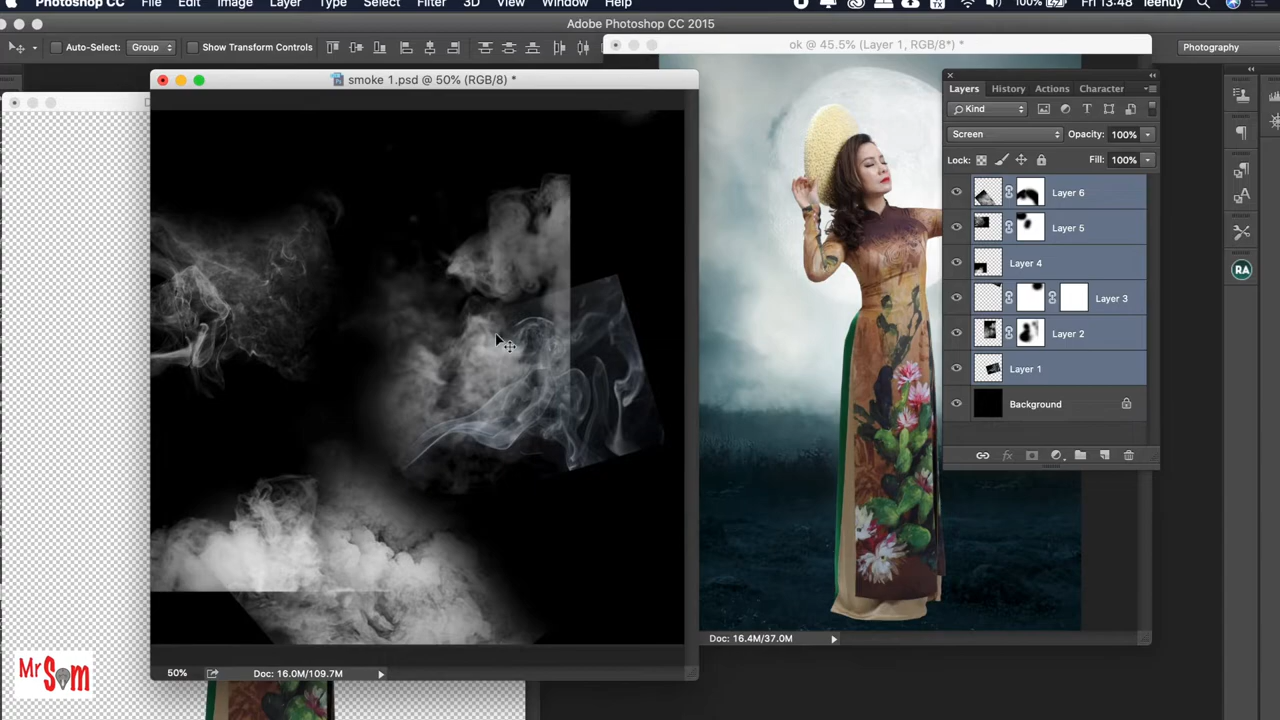 Photoshop CC File Edit Image Layer Type Select Filter 3D View Window Help 100% Fri 13:48 leehuy
Adobe Photoshop CC 2015
Auto-Select: Group Show Transform Controls
ok @ 45.5% (Layer 1, RGB/8*) *
Photography
smoke 1.psd @ 50% (RGB/8) *
Layers History Actions Character
Kind
Screen Opacity: 100%
Lock: Fill: 100%
Layer 6
Layer 5
Layer 4
Layer 3
Layer 2
Layer 1
Background
RA
Doc: 16.4M/37.0M
50% Doc: 16.0M/109.7M
Mr Sm